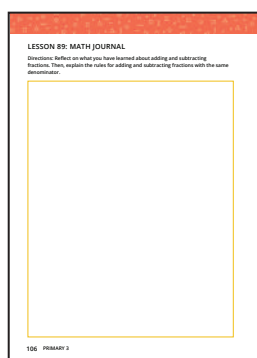 LESSON 89: MATH JOURNAL
Directions: Reflect on what you have learned about adding and subtracting
fractions. Then, explain the rules for adding and subtracting fractions with the same
denominator.
106 PRIMARY 3